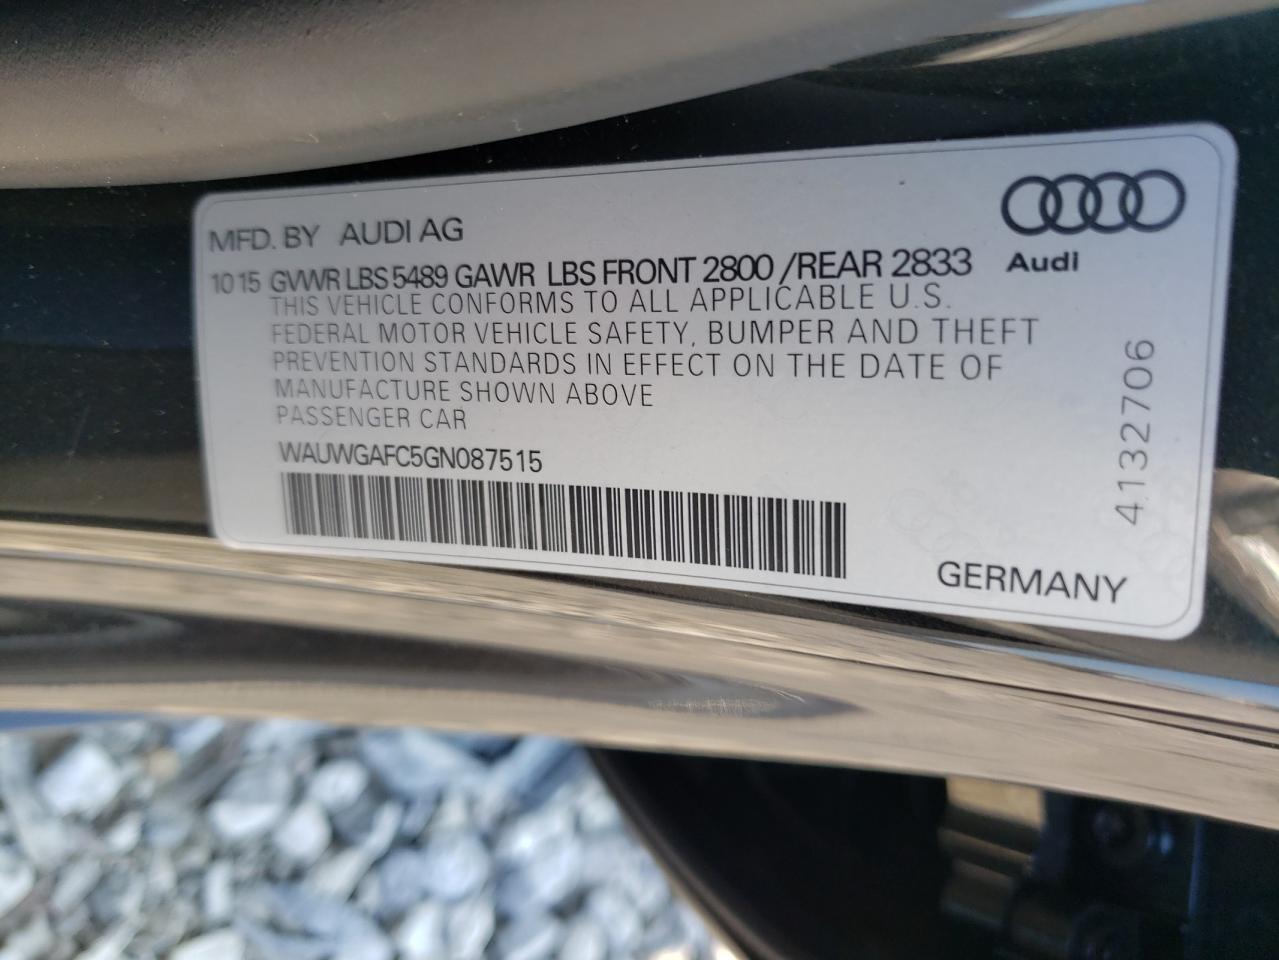 MFD. BY AUDI AG
10 15 GVWR LBS 5489 GAWR LBS FRONT 2800 /REAR 2833
Audi
THIS VEHICLE CONFORMS TO ALL APPLICABLE U.S.
FEDERAL MOTOR VEHICLE SAFETY, BUMPER AND THEFT
PREVENTION STANDARDS IN EFFECT ON THE DATE OF
MANUFACTURE SHOWN ABOVE
PASSENGER CAR
WAUWGAFC5GN087515
GERMANY
4132706